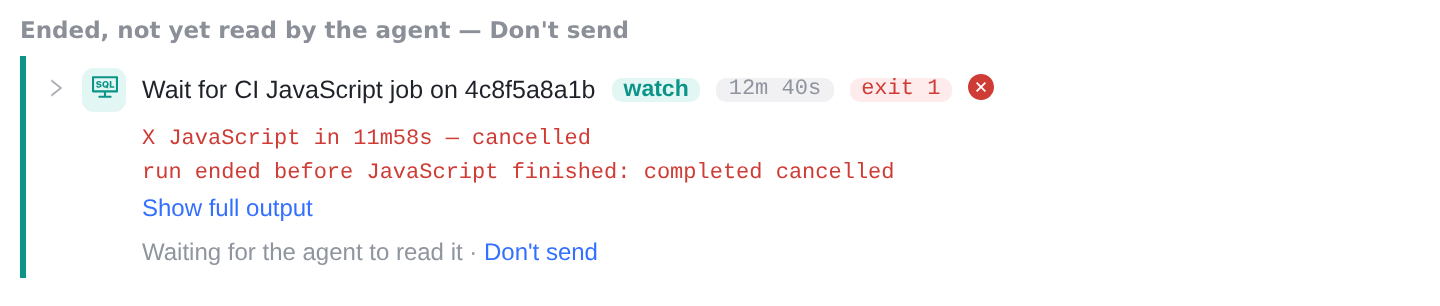 Ended, not yet read by the agent — Don't send
SQL Wait for CI JavaScript job on 4c8f5a8a1b watch 12m 40s exit 1
X JavaScript in 11m58s — cancelled
run ended before JavaScript finished: completed cancelled
Show full output
Waiting for the agent to read it · Don't send